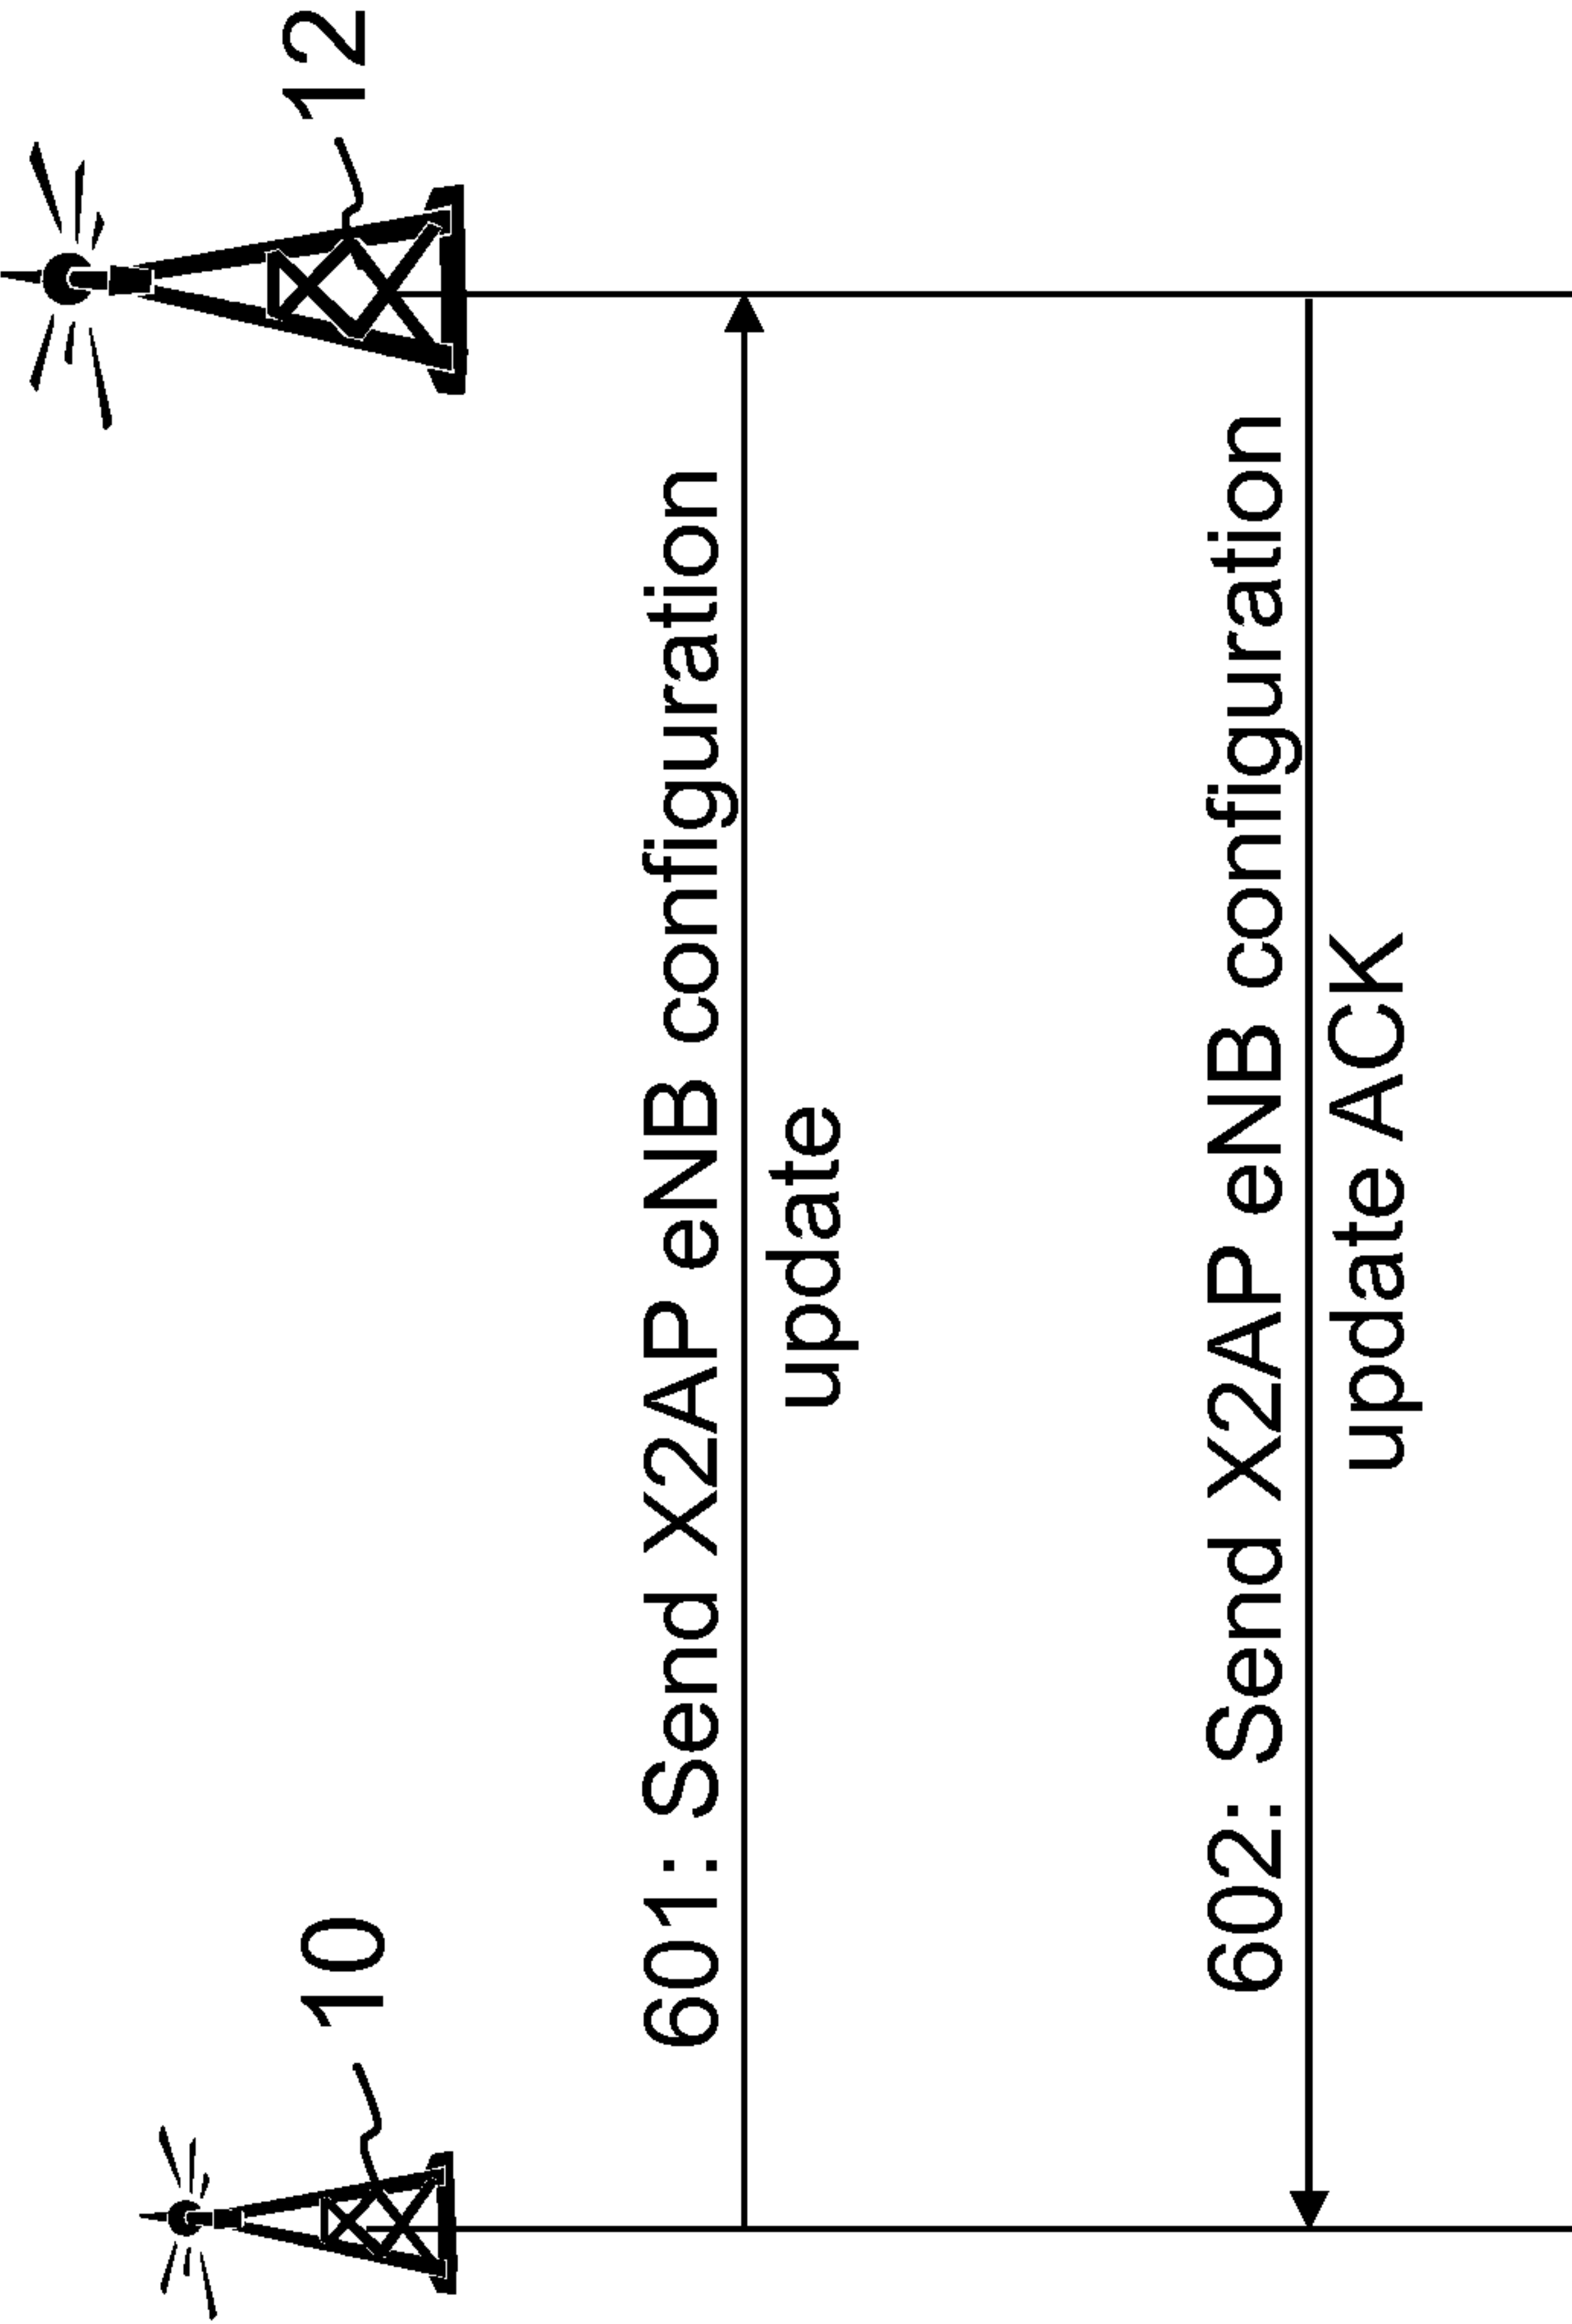 10
12
601: Send X2AP eNB configuration
update
602: Send X2AP eNB configuration
update ACK